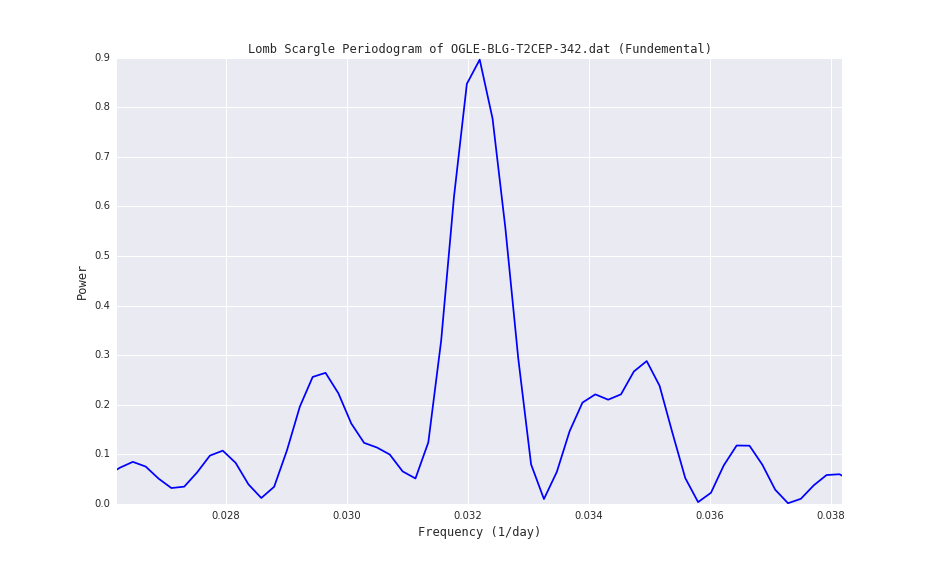 Lomb Scargle Periodogram of OGLE-BLG-T2CEP-342.dat (Fundemental)
0.9
0.8
0.7
0.6
0.5
0.4
0.3
0.2
0.1
0.0
Power
0.028 0.030 0.032 0.034 0.036 0.038
Frequency (1/day)